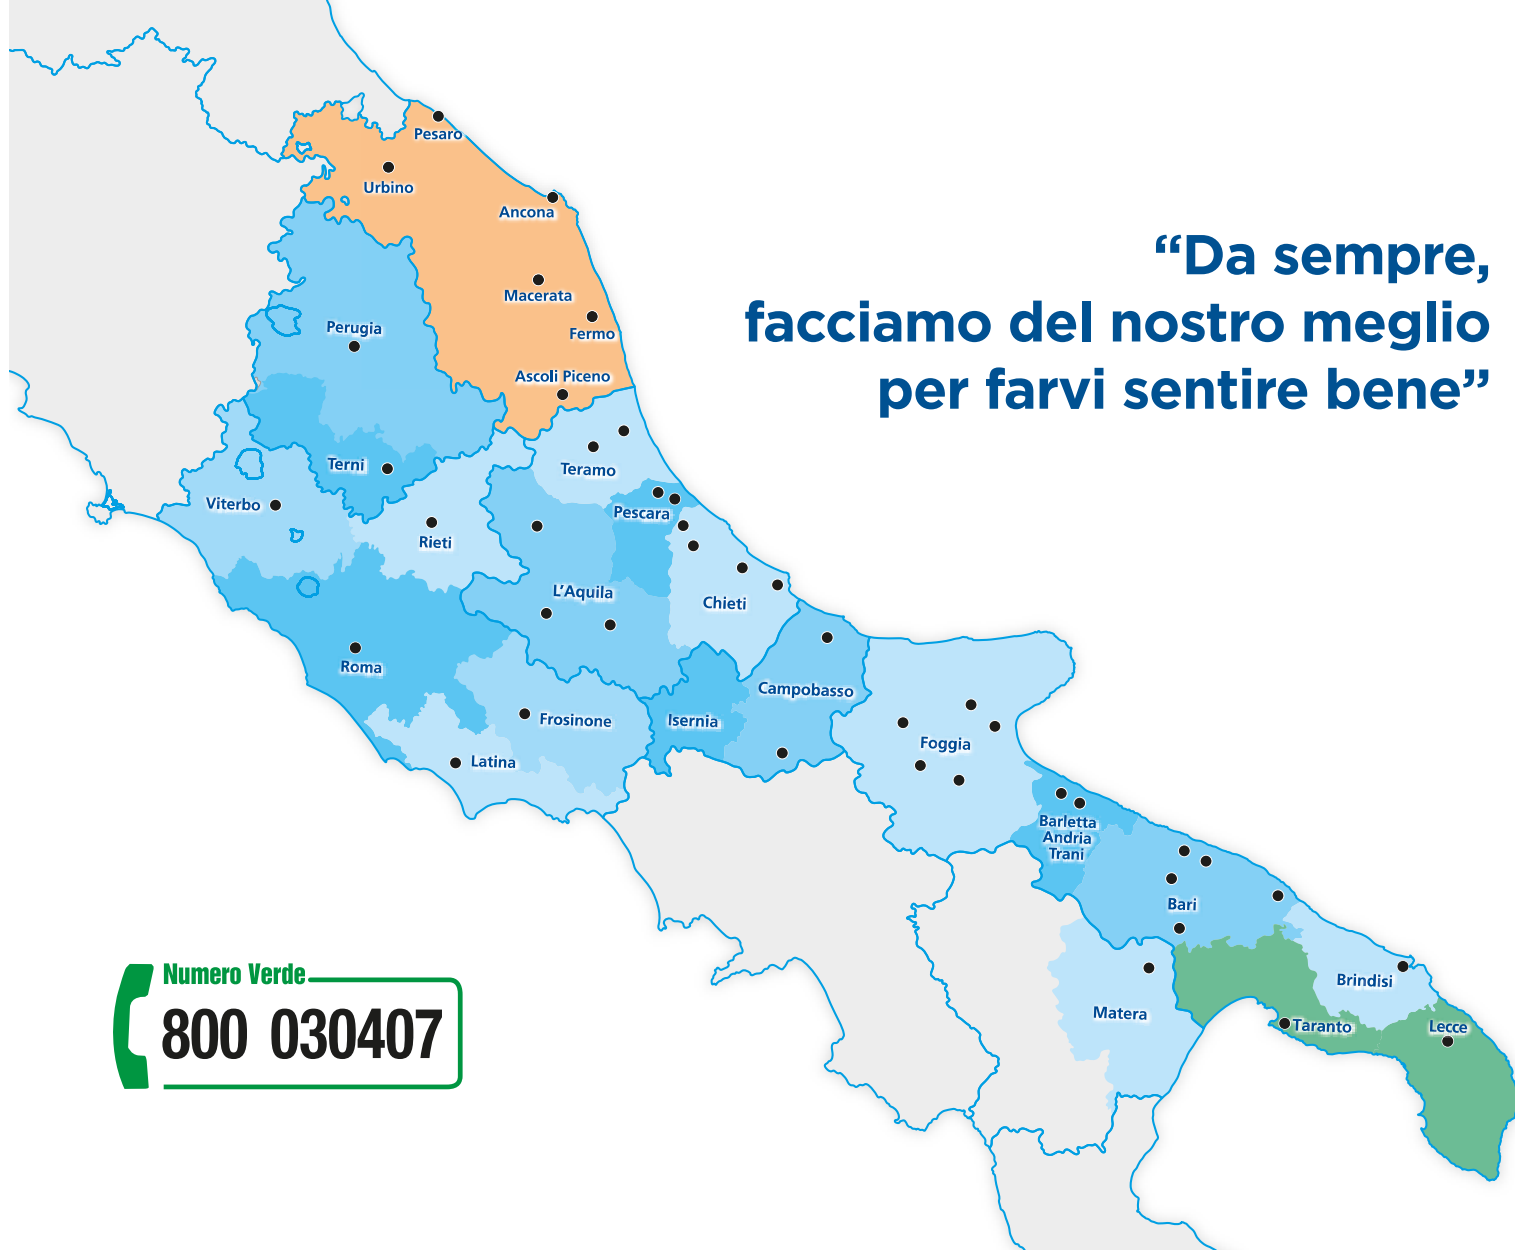 Pesaro
Urbino
Ancona
Macerata
Fermo
Ascoli Piceno
Perugia
“Da sempre,
facciamo del nostro meglio
per farvi sentire bene”
Terni
Teramo
Viterbo
Pescara
Rieti
L'Aquila
Chieti
Roma
Campobasso
Frosinone
Isernia
Latina
Foggia
Barletta
Andria
Trani
Bari
Brindisi
Matera
Taranto
Lecce
Numero Verde
800 030407